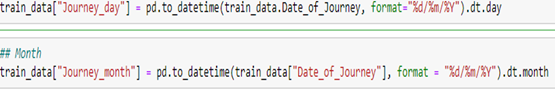 train_data["Journey_day"] = pd.to_datetime(train_data.Date_of_Journey, format="%d/%m/%Y").dt.day
## Month
train_data["Journey_month"] = pd.to_datetime(train_data["Date_of_Journey"], format = "%d/%m/%Y").dt.month